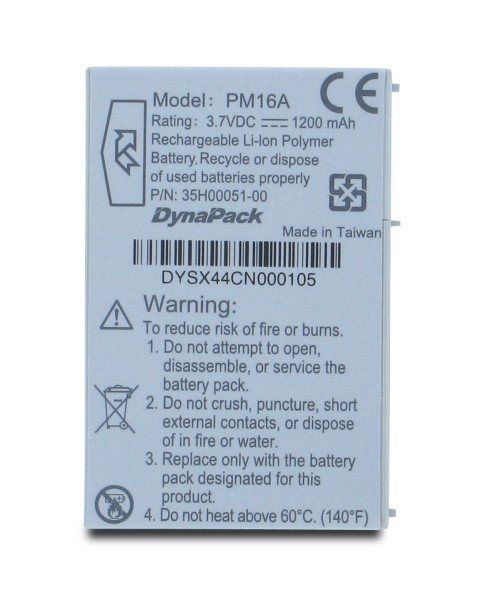 Model: PM16A
Rating: 3.7VDC ⎓ 1200 mAh
Rechargeable Li-Ion Polymer
Battery. Recycle or dispose
of used batteries properly
P/N: 35H00051-00
DynaPack
Made in Taiwan
DYSX44CN000105
Warning:
To reduce risk of fire or burns.
1. Do not attempt to open,
disassemble, or service the
battery pack.
2. Do not crush, puncture, short
external contacts, or dispose
of in fire or water.
3. Replace only with the battery
pack designated for this
product.
4. Do not heat above 60°C. (140°F)